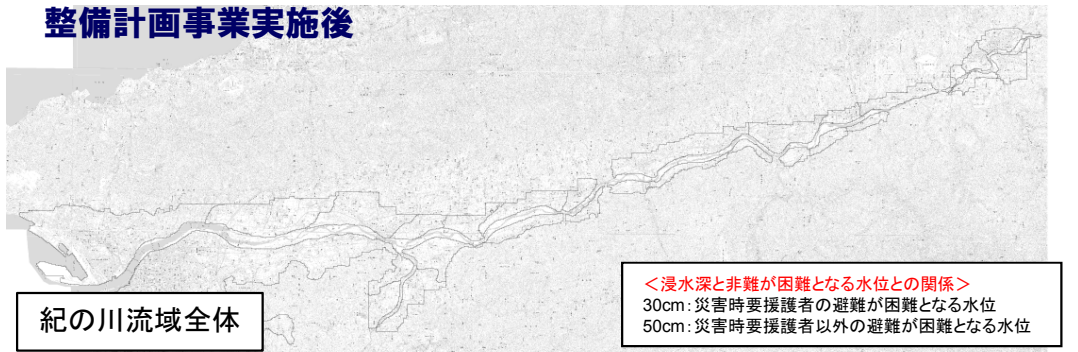 整備計画事業実施後
紀の川流域全体
＜浸水深と非難が困難となる水位との関係＞
30cm：災害時要援護者の避難が困難となる水位
50cm：災害時要援護者以外の避難が困難となる水位